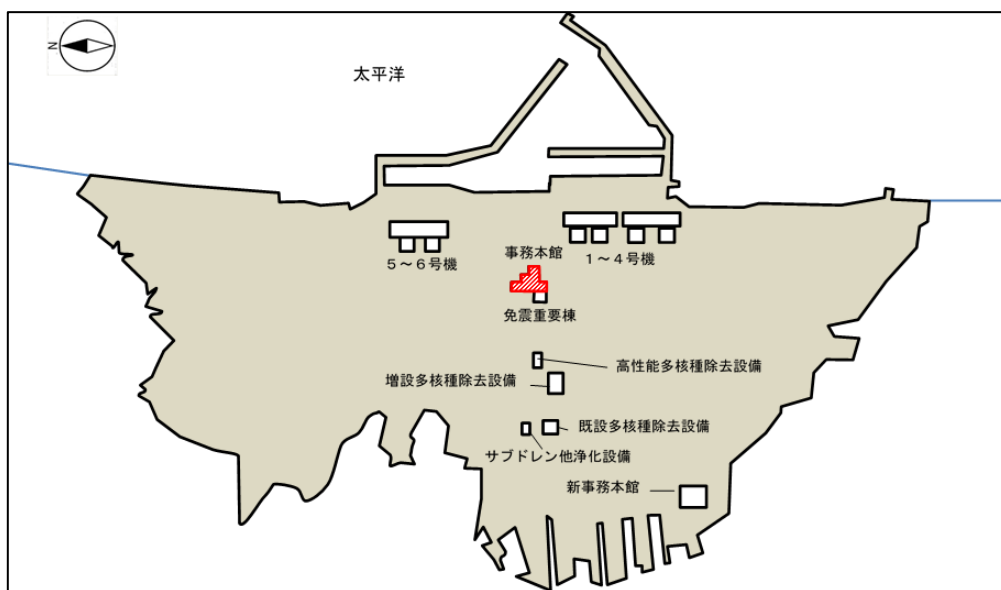 N
太平洋
事務本館
5～6号機
1～4号機
免震重要棟
高性能多核種除去設備
増設多核種除去設備
既設多核種除去設備
サブドレン他浄化設備
新事務本館